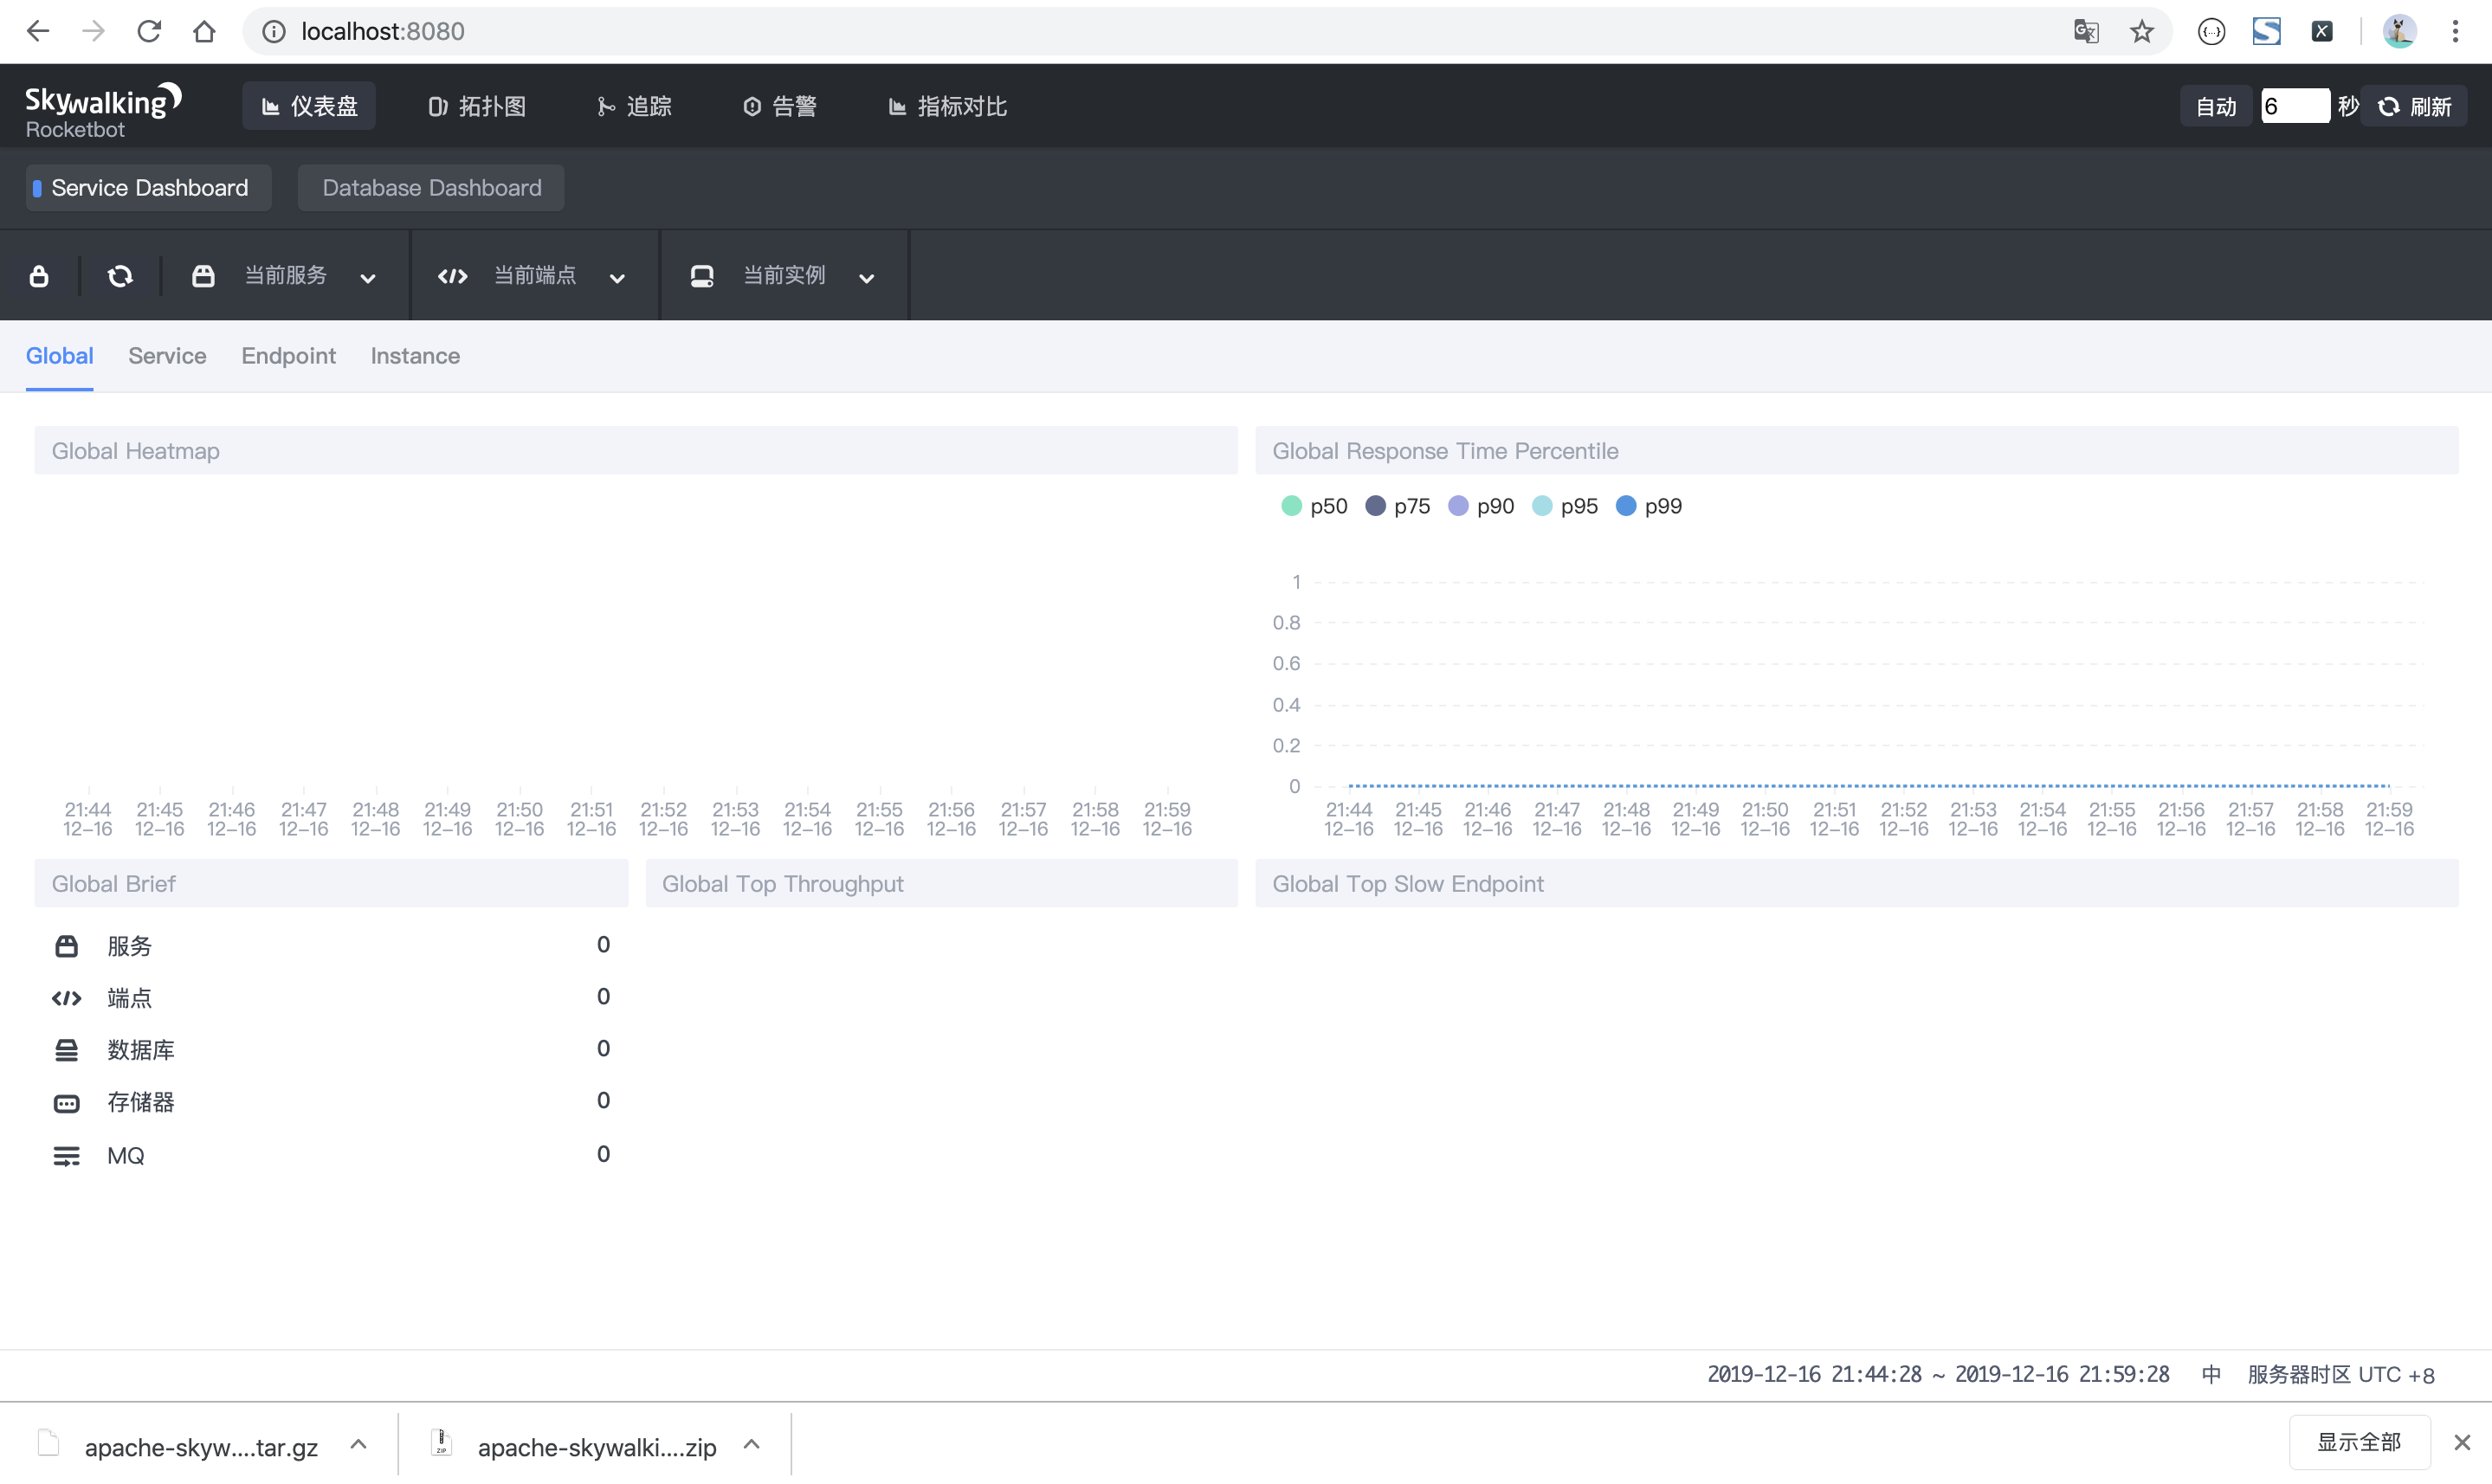 localhost:8080
Skywalking
Rocketbot
仪表盘 拓扑图 追踪 告警 指标对比 自动 6 秒 刷新
Service Dashboard Database Dashboard
当前服务 当前端点 当前实例
Global Service Endpoint Instance
Global Heatmap
21:44 21:45 21:46 21:47 21:48 21:49 21:50 21:51 21:52 21:53 21:54 21:55 21:56 21:57 21:58 21:59
12-16 12-16 12-16 12-16 12-16 12-16 12-16 12-16 12-16 12-16 12-16 12-16 12-16 12-16 12-16 12-16
Global Response Time Percentile
p50 p75 p90 p95 p99
1
0.8
0.6
0.4
0.2
0
21:44 21:45 21:46 21:47 21:48 21:49 21:50 21:51 21:52 21:53 21:54 21:55 21:56 21:57 21:58 21:59
12-16 12-16 12-16 12-16 12-16 12-16 12-16 12-16 12-16 12-16 12-16 12-16 12-16 12-16 12-16 12-16
Global Brief
服务 0
端点 0
数据库 0
存储器 0
MQ 0
Global Top Throughput
Global Top Slow Endpoint
2019-12-16 21:44:28 ~ 2019-12-16 21:59:28 中 服务器时区 UTC +8
apache-skyw....tar.gz ZIP apache-skywalki....zip 显示全部